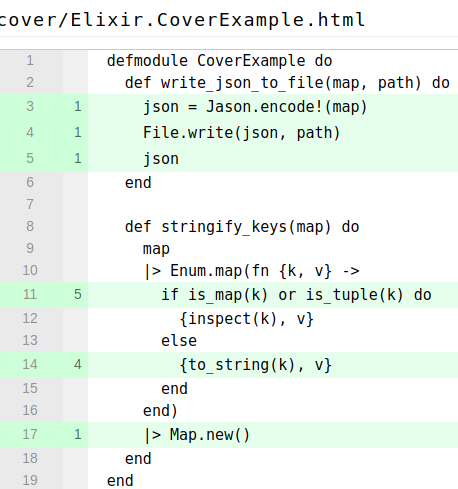 cover/Elixir.CoverExample.html
1 defmodule CoverExample do
2 def write_json_to_file(map, path) do
3 1 json = Jason.encode!(map)
4 1 File.write(json, path)
5 1 json
6 end
7
8 def stringify_keys(map) do
9 map
10 |> Enum.map(fn {k, v} ->
11 5 if is_map(k) or is_tuple(k) do
12 {inspect(k), v}
13 else
14 4 {to_string(k), v}
15 end
16 end)
17 1 |> Map.new()
18 end
19 end